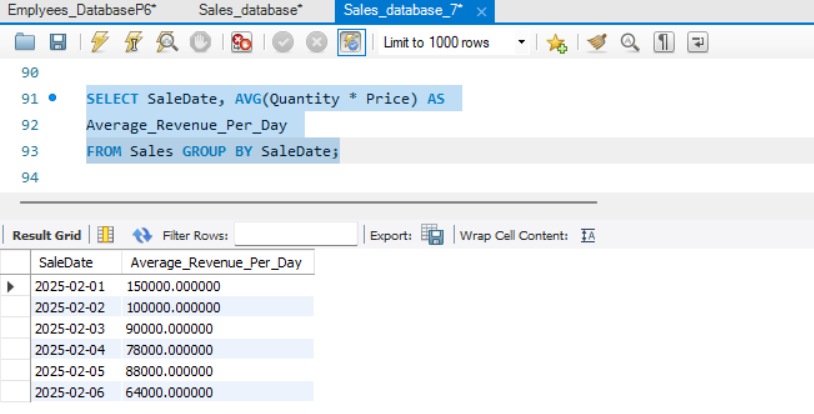 Emplyees_DatabaseP6* Sales_database* Sales_database_7* ×
Limit to 1000 rows
90
91 SELECT SaleDate, AVG(Quantity * Price) AS
92 Average_Revenue_Per_Day
93 FROM Sales GROUP BY SaleDate;
94
Result Grid Filter Rows: Export: Wrap Cell Content: IA
SaleDate Average_Revenue_Per_Day
2025-02-01 150000.000000
2025-02-02 100000.000000
2025-02-03 90000.000000
2025-02-04 78000.000000
2025-02-05 88000.000000
2025-02-06 64000.000000